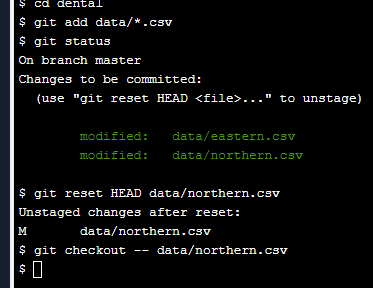 $ cd dental
$ git add data/*.csv
$ git status
On branch master
Changes to be committed:
  (use "git reset HEAD <file>..." to unstage)

        modified:   data/eastern.csv
        modified:   data/northern.csv

$ git reset HEAD data/northern.csv
Unstaged changes after reset:
M       data/northern.csv
$ git checkout -- data/northern.csv
$